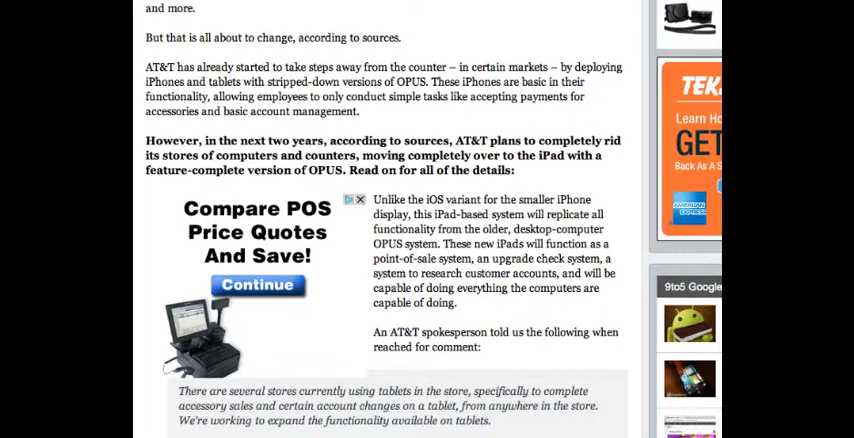 and more.
But that is all about to change, according to sources.
AT&T has already started to take steps away from the counter – in certain markets – by deploying
iPhones and tablets with stripped-down versions of OPUS. These iPhones are basic in their
functionality, allowing employees to only conduct simple tasks like accepting payments for
accessories and basic account management.
However, in the next two years, according to sources, AT&T plans to completely rid
its stores of computers and counters, moving completely over to the iPad with a
feature-complete version of OPUS. Read on for all of the details:
Compare POS
Price Quotes
And Save!
Continue
Unlike the iOS variant for the smaller iPhone
display, this iPad-based system will replicate all
functionality from the older, desktop-computer
OPUS system. These new iPads will function as a
point-of-sale system, an upgrade check system, a
system to research customer accounts, and will be
capable of doing everything the computers are
capable of doing.
An AT&T spokesperson told us the following when
reached for comment:
There are several stores currently using tablets in the store, specifically to complete
accessory sales and certain account changes on a tablet, from anywhere in the store.
We're working to expand the functionality available on tablets.
TEK
Learn Ho
GET
Back As A S
AMERICAN
EXPRESS
9to5 Google